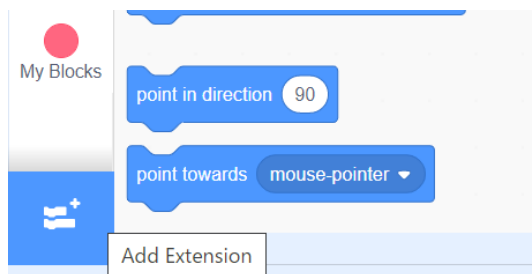 My Blocks
point in direction 90
point towards mouse-pointer
Add Extension